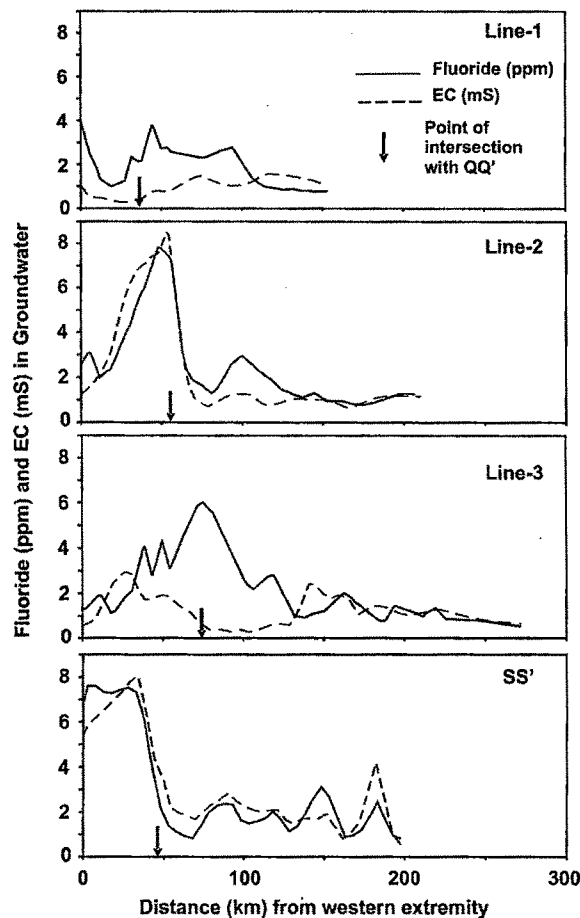 Fluoride (ppm) and EC (mS) in Groundwater
8
6
4
2
0
Line-1
Fluoride (ppm)
EC (mS)
Point of
intersection
with QQ'
8
6
4
2
0
Line-2
8
6
4
2
0
Line-3
8
6
4
2
0
SS'
0
100
200
300
Distance (km) from western extremity